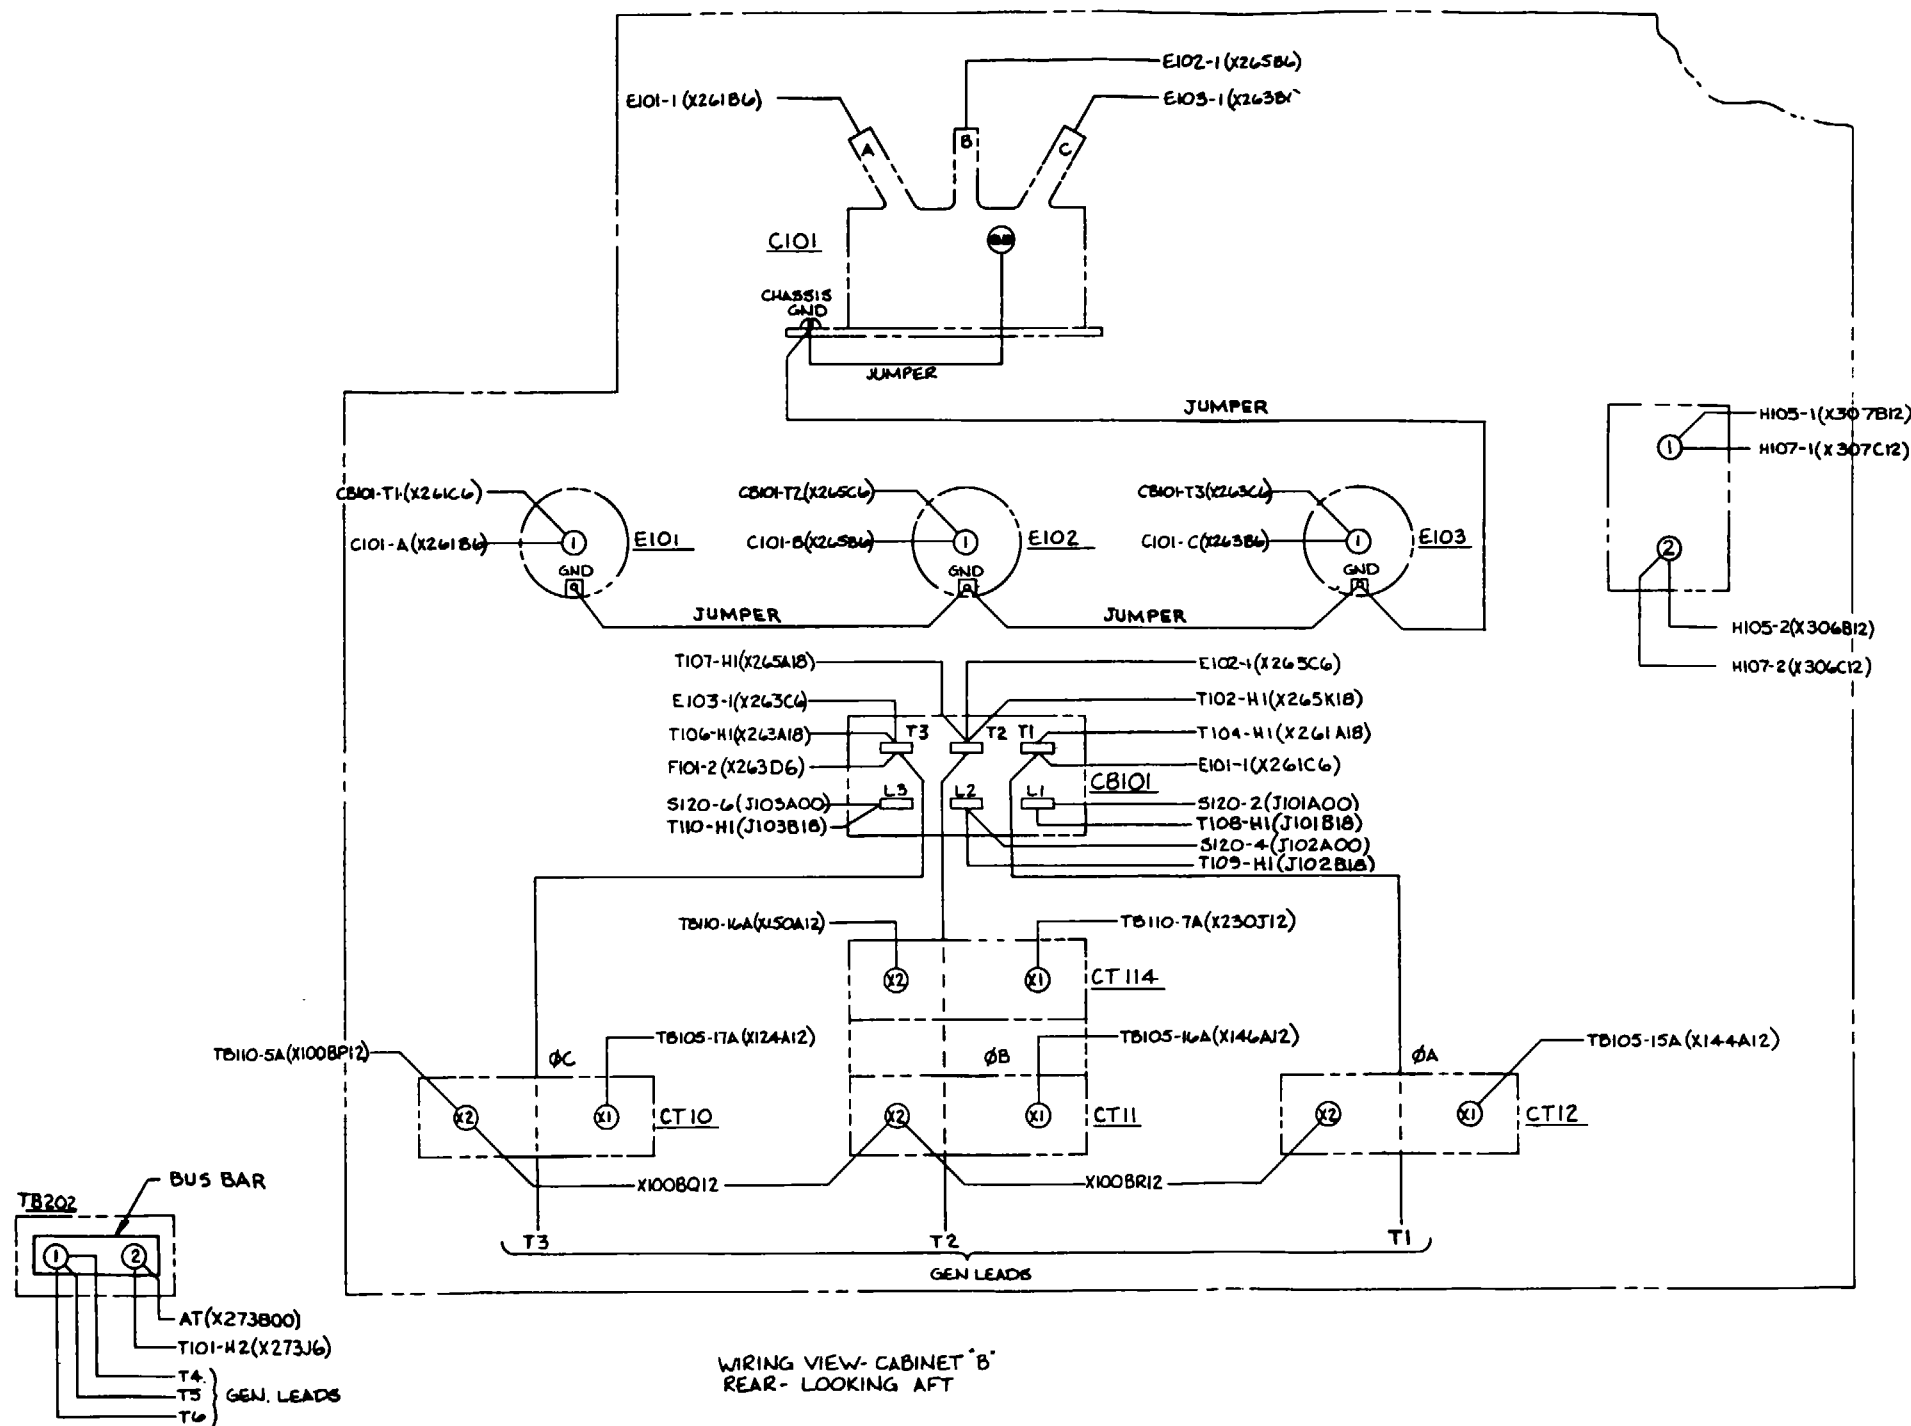 E102-1(X265B6)
E101-1(X261B6)
E103-1(X263B
A
B
C
C101
CHASSIS
GND
JUMPER
JUMPER
H105-1(X307B12)
1
H107-1(X307C12)
CB101-T1(X261C6)
CB101-T2(X265C6)
CB101-T3(X263C6)
C101-A(X261B6)
1
E101
C101-B(X265B6)
1
E102
C101-C(X263B6)
1
E103
2
GND
GND
GND
JUMPER
JUMPER
H105-2(X306B12)
H107-2(X306C12)
T107-H1(X265A18)
E102-1(X265C6)
E103-1(X263C6)
T102-H1(X265K18)
T106-H1(X263A18)
T3
T2
T1
T104-H1(X261A18)
F101-2(X263D6)
E101-1(X261C6)
CB101
L3
L2
L1
S120-6(J103A00)
S120-2(J101A00)
T110-H1(J103B18)
T108-H1(J101B18)
S120-4(J102A00)
T109-H1(J102B18)
TB110-16A(X150A12)
TB110-7A(X230J12)
X2
X1
CT114
TB110-5A(X100BP12)
TB105-17A(X124A12)
TB105-16A(X146A12)
TB105-15A(X144A12)
ØC
ØB
ØA
X2
X1
CT10
X2
X1
CT11
X2
X1
CT12
X100BQ12
X100BR12
T3
T2
T1
GEN LEADS
BUS BAR
TB202
1
2
AT(X273B00)
T101-H2(X273J6)
T4
T5
T6
GEN. LEADS
WIRING VIEW- CABINET "B"
REAR- LOOKING AFT